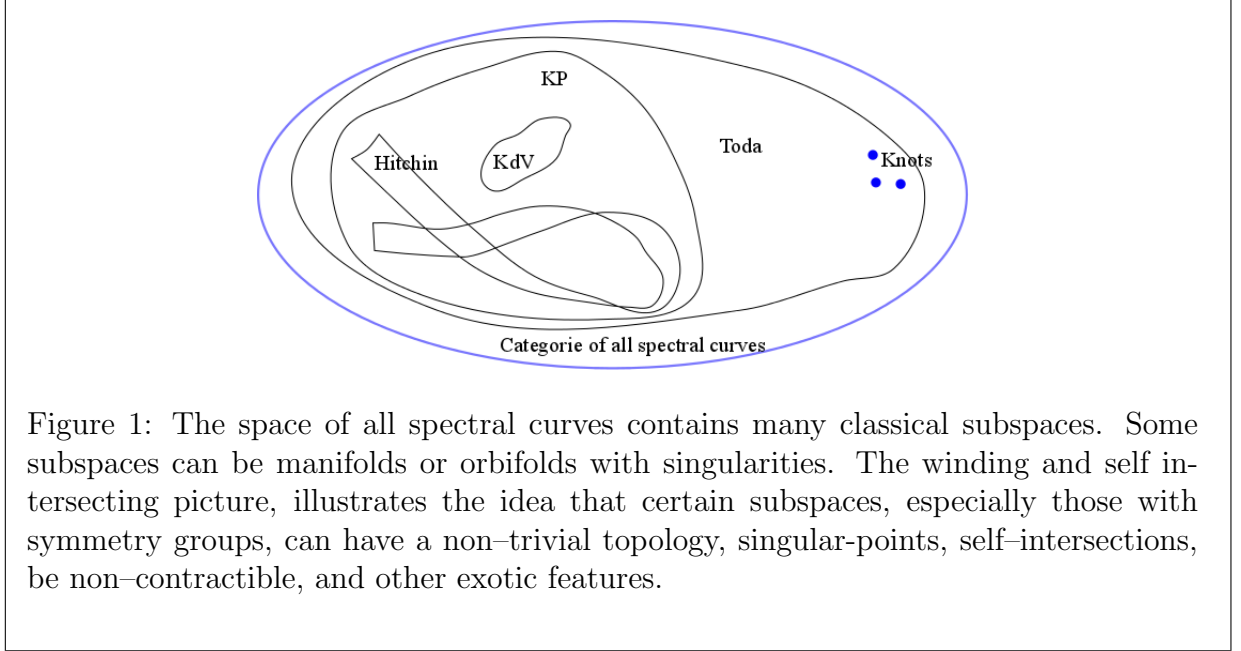 KP
Toda
Knots
Hitchin
KdV
Categorie of all spectral curves
Figure 1: The space of all spectral curves contains many classical subspaces. Some
subspaces can be manifolds or orbifolds with singularities. The winding and self in-
tersecting picture, illustrates the idea that certain subspaces, especially those with
symmetry groups, can have a non–trivial topology, singular-points, self–intersections,
be non–contractible, and other exotic features.